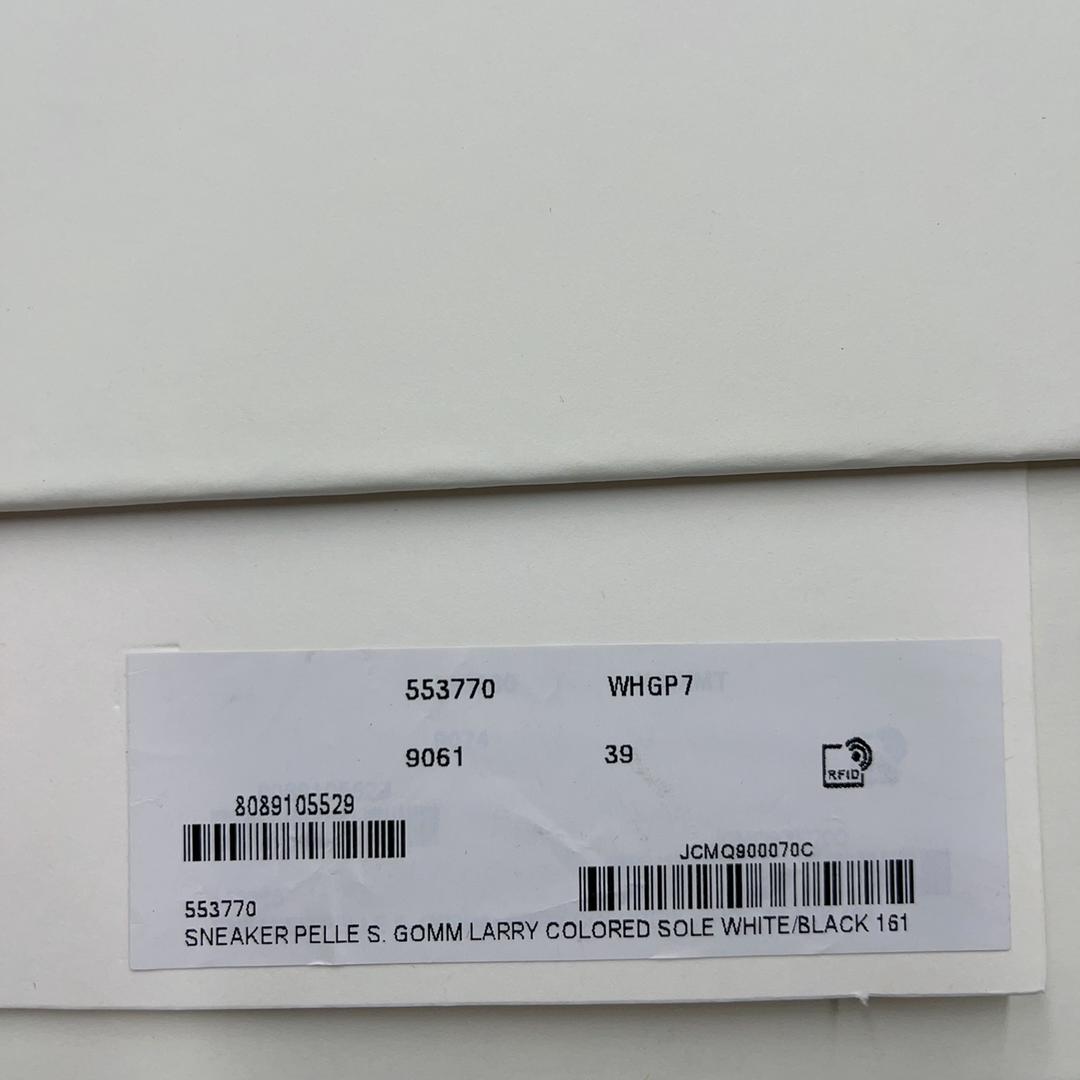 553770 WHGP7
9061 39
RFID
8089105529
JCMQ900070C
553770
SNEAKER PELLE S. GOMM LARRY COLORED SOLE WHITE/BLACK 161